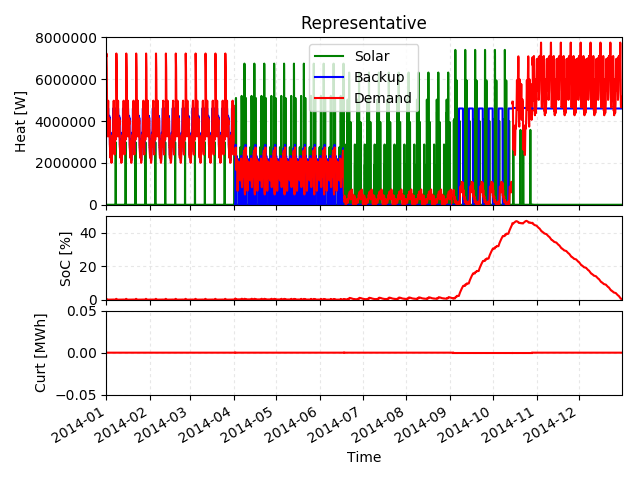 Representative
Heat [W]
8000000
6000000
4000000
2000000
0
Solar
Backup
Demand
SoC [%]
40
20
0
Curt [MWh]
0.05
0.00
−0.05
2014-01
2014-02
2014-03
2014-04
2014-05
2014-06
2014-07
2014-08
2014-09
2014-10
2014-11
2014-12
Time